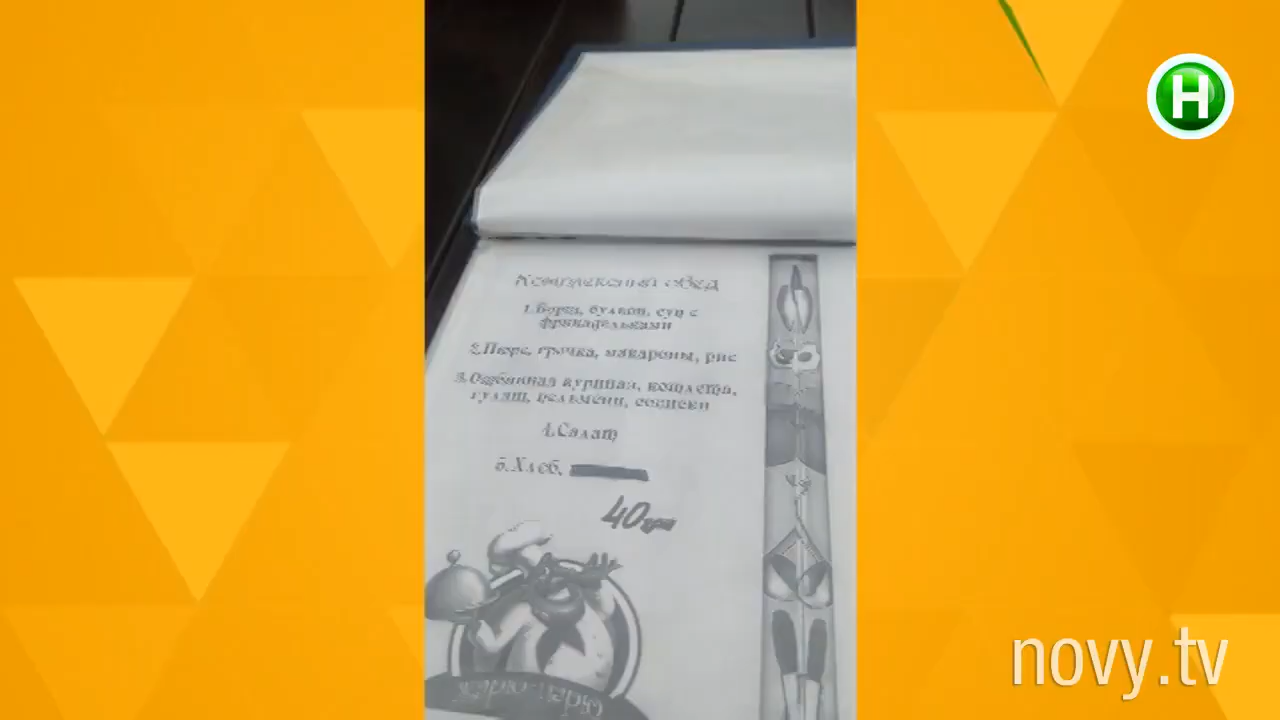 H
Комплексный обед
1. Борщ, бульон, суп с
фрикадельками
2. Пюре, гречка, макароны, рис
3. Отбивная куриная, котлета,
гуляш, пельмени, сосиски
4. Салат
5. Хлеб,
40 грн
novy.tv